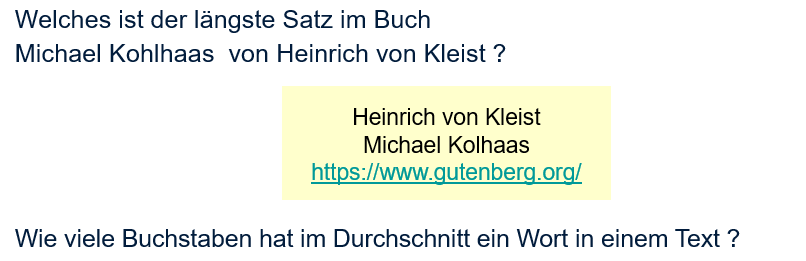 Welches ist der längste Satz im Buch
Michael Kohlhaas  von Heinrich von Kleist ?
Heinrich von Kleist
Michael Kolhaas
https://www.gutenberg.org/
Wie viele Buchstaben hat im Durchschnitt ein Wort in einem Text ?